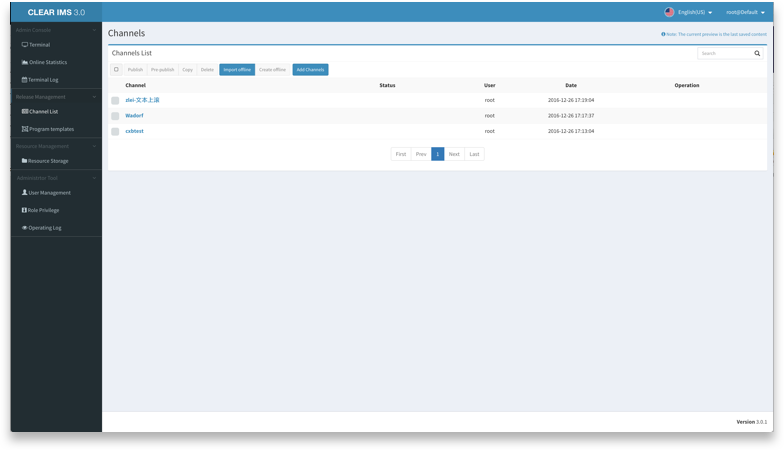 CLEAR IMS 3.0
English(US)
root@Default
Admin Console
Terminal
Online Statistics
Terminal Log
Release Management
Channel List
Program templates
Resource Management
Resource Storage
Administrator Tool
User Management
Role Privilege
Operating Log
Channels
Note: The current preview is the last saved content
Channels List
Search
Publish Pre-publish Copy Delete Import offline Create offline Add Channels
Channel Status User Date Operation
zlei-文本上滚 root 2016-12-26 17:19:04
Wadorf root 2016-12-26 17:17:37
csbtest root 2016-12-26 17:13:04
First Prev 1 Next Last
Version 3.0.1